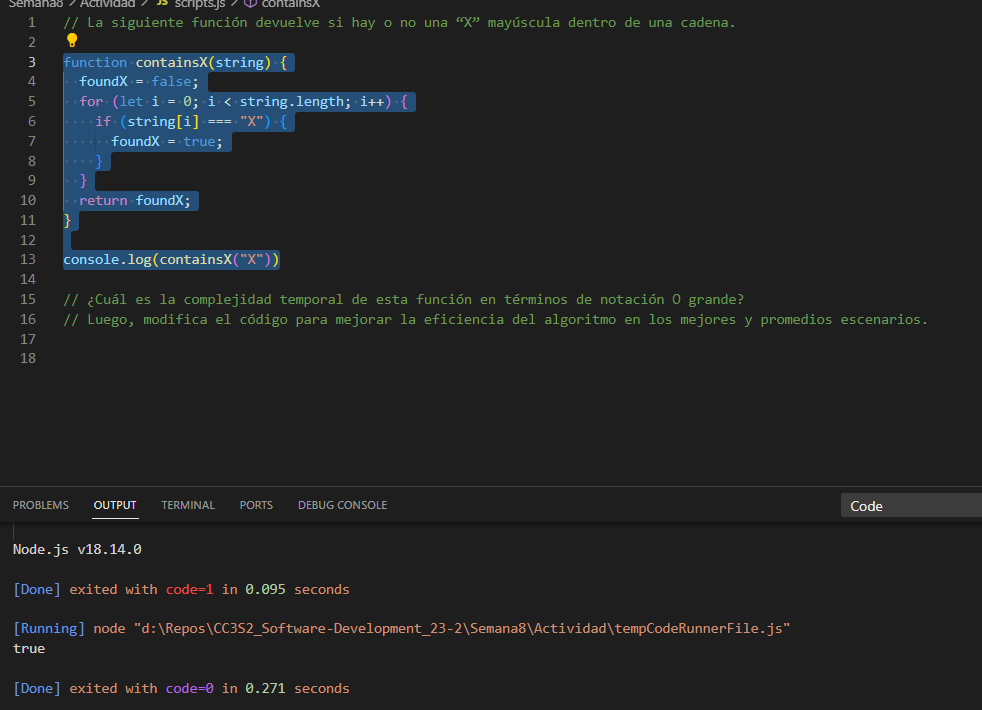 Semana8 > Actividad > JS scripts.js > containsX
1 // La siguiente función devuelve si hay o no una “X” mayúscula dentro de una cadena.
2
3 function containsX(string) {
4 foundX = false;
5 for (let i = 0; i < string.length; i++) {
6 if (string[i] === "X") {
7 foundX = true;
8 }
9 }
10 return foundX;
11 }
12
13 console.log(containsX("X"))
14
15 // ¿Cuál es la complejidad temporal de esta función en términos de notación O grande?
16 // Luego, modifica el código para mejorar la eficiencia del algoritmo en los mejores y promedios escenarios.
17
18
PROBLEMS OUTPUT TERMINAL PORTS DEBUG CONSOLE Code
Node.js v18.14.0
[Done] exited with code=1 in 0.095 seconds
[Running] node "d:\Repos\CC3S2_Software-Development_23-2\Semana8\Actividad\tempCodeRunnerFile.js"
true
[Done] exited with code=0 in 0.271 seconds